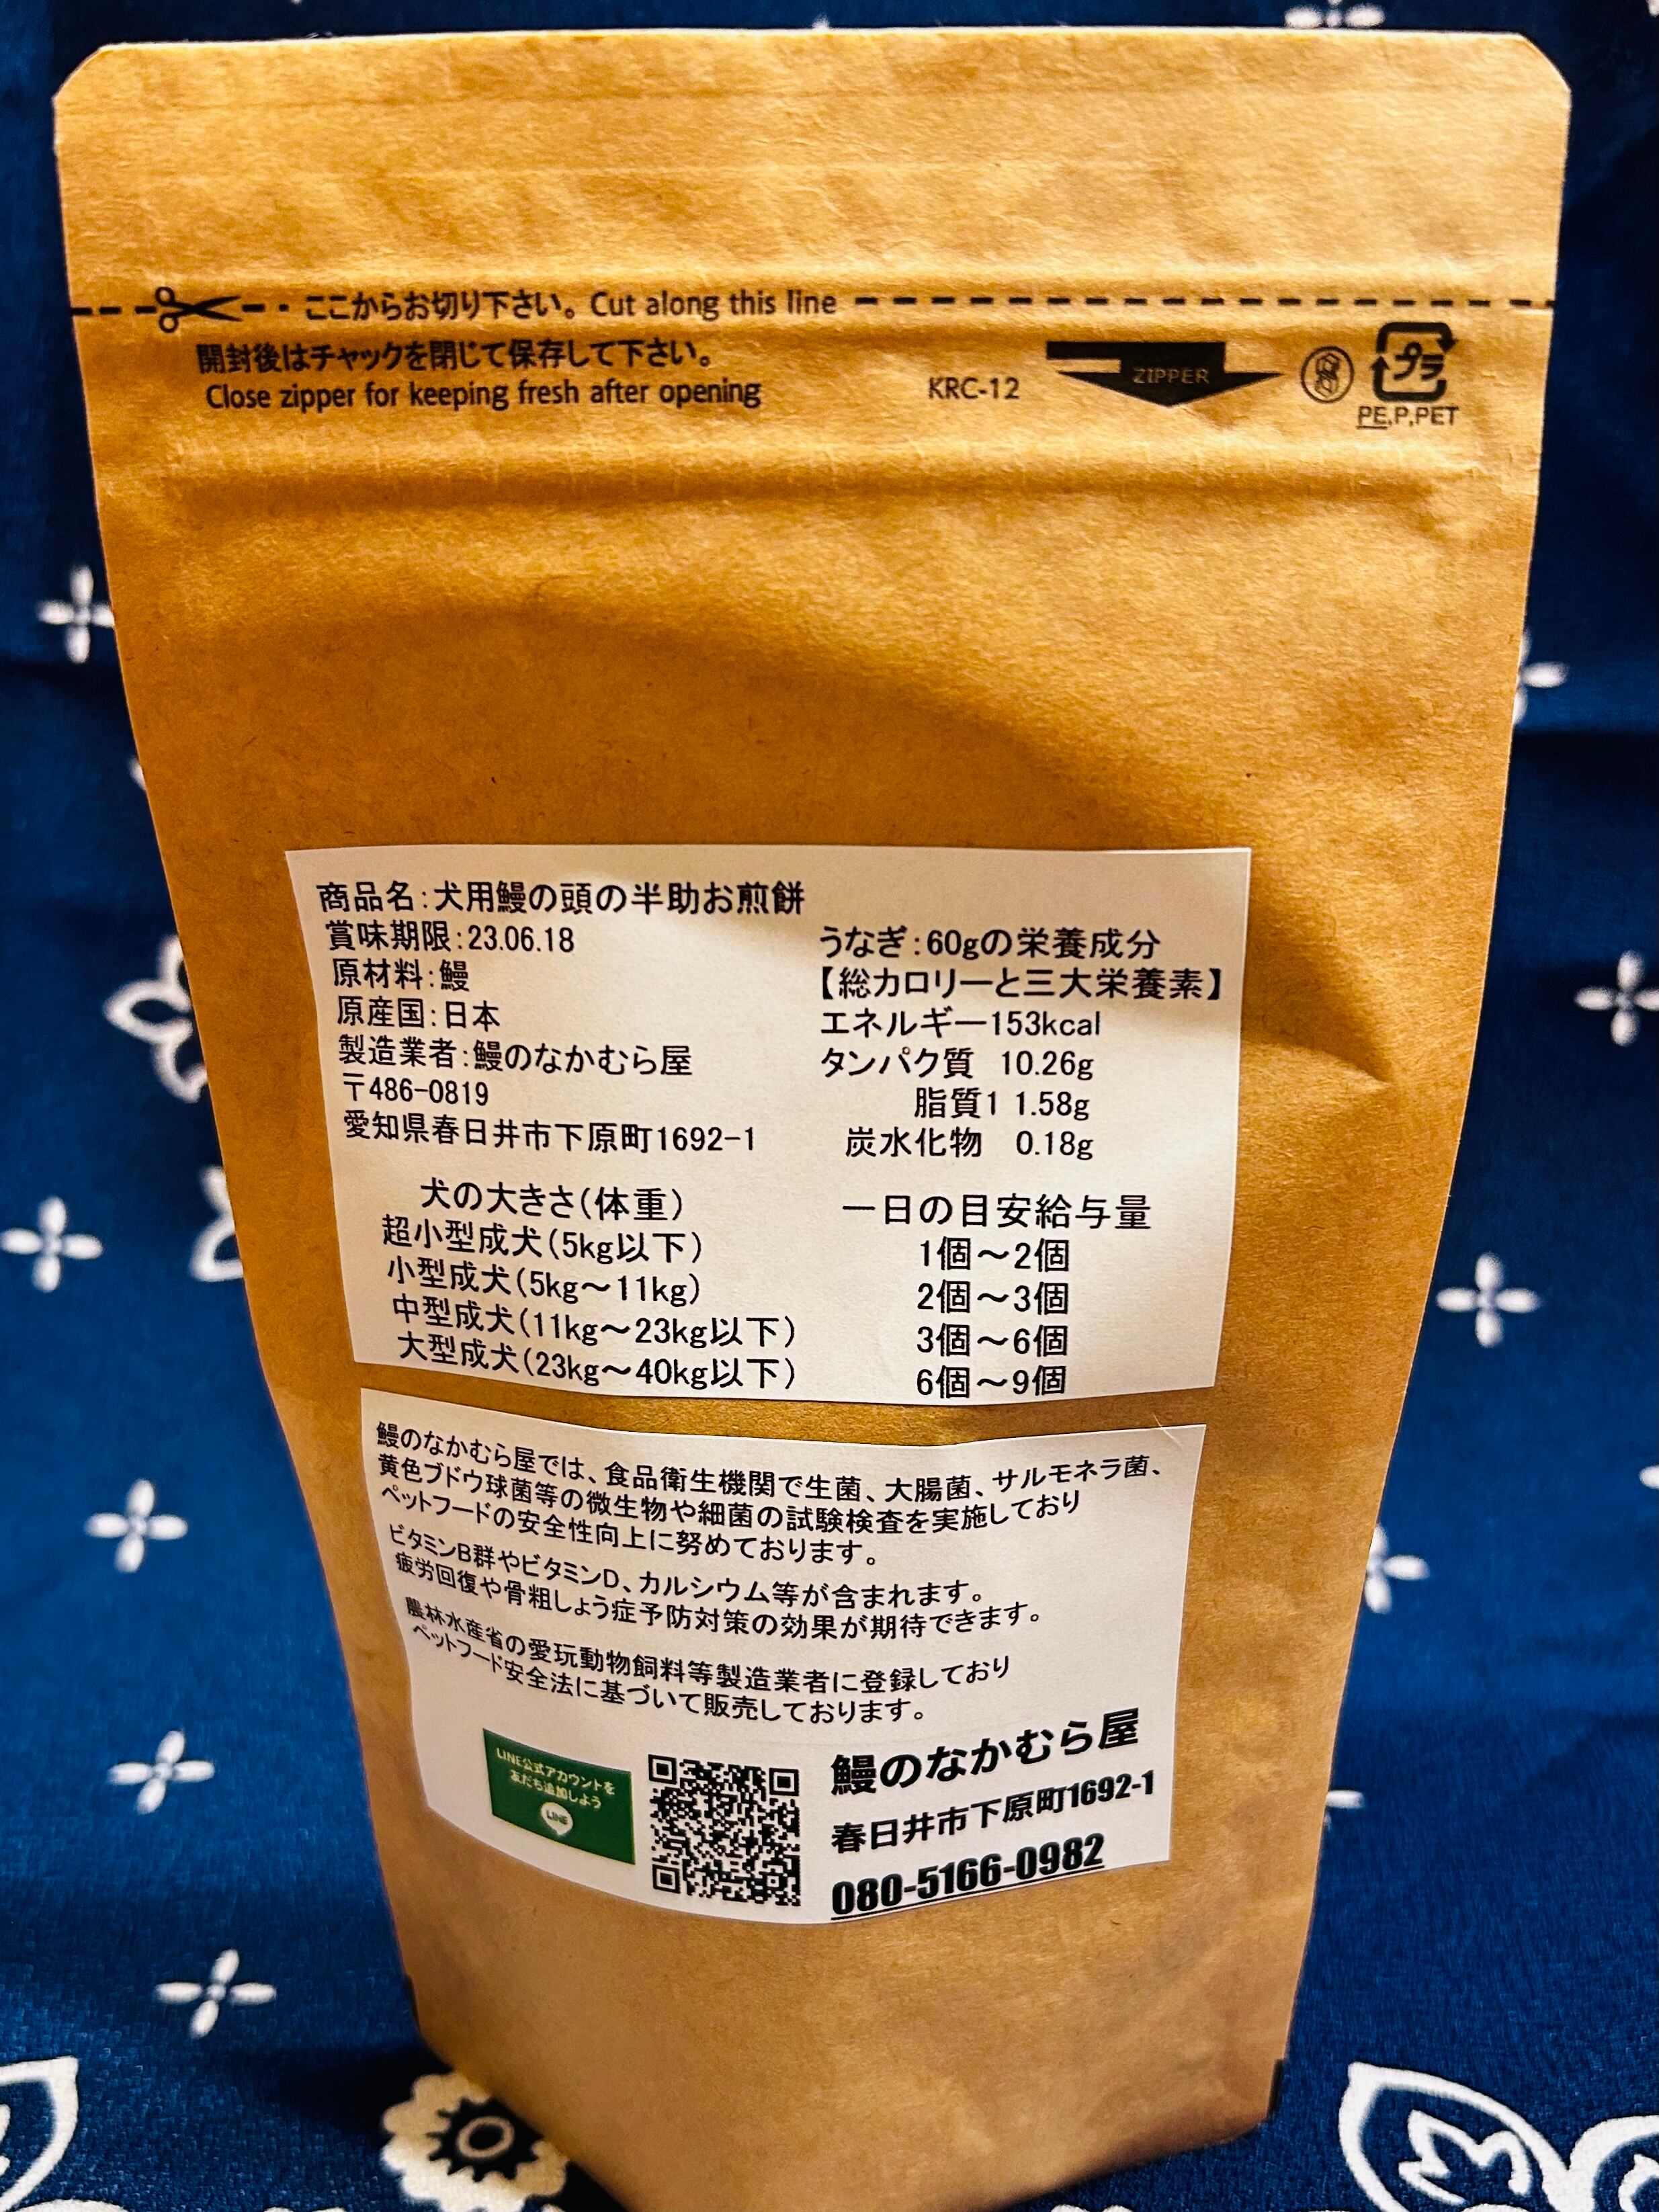 ここからお切り下さい。Cut along this line
開封後はチャックを閉じて保存して下さい。
Close zipper for keeping fresh after opening
KRC-12
ZIPPER
プラ
PE,P,PET
商品名:犬用鰻の頭の半助お煎餅
賞味期限:23.06.18
原材料:鰻
原産国:日本
製造業者:鰻のなかむら屋
〒486-0819
愛知県春日井市下原町1692-1
うなぎ:60gの栄養成分
【総カロリーと三大栄養素】
エネルギー153kcal
タンパク質 10.26g
脂質1 1.58g
炭水化物 0.18g
犬の大きさ(体重) 一日の目安給与量
超小型成犬(5kg以下) 1個～2個
小型成犬(5kg～11kg) 2個～3個
中型成犬(11kg～23kg以下) 3個～6個
大型成犬(23kg～40kg以下) 6個～9個
鰻のなかむら屋では、食品衛生機関で生菌、大腸菌、サルモネラ菌、
黄色ブドウ球菌等の微生物や細菌の試験検査を実施しており
ペットフードの安全性向上に努めております。
ビタミンB群やビタミンD、カルシウム等が含まれます。
疲労回復や骨粗しょう症予防対策の効果が期待できます。
農林水産省の愛玩動物飼料等製造業者に登録しており
ペットフード安全法に基づいて販売しております。
LINE公式アカウントを
友だち追加しよう
LINE
鰻のなかむら屋
春日井市下原町1692-1
080-5166-0982